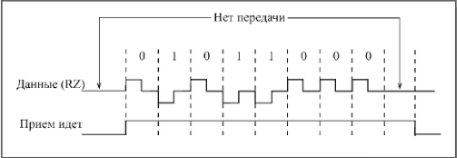 Нет передачи
0 1 0 1 1 0 0 0
Данные (RZ)
Прием идет